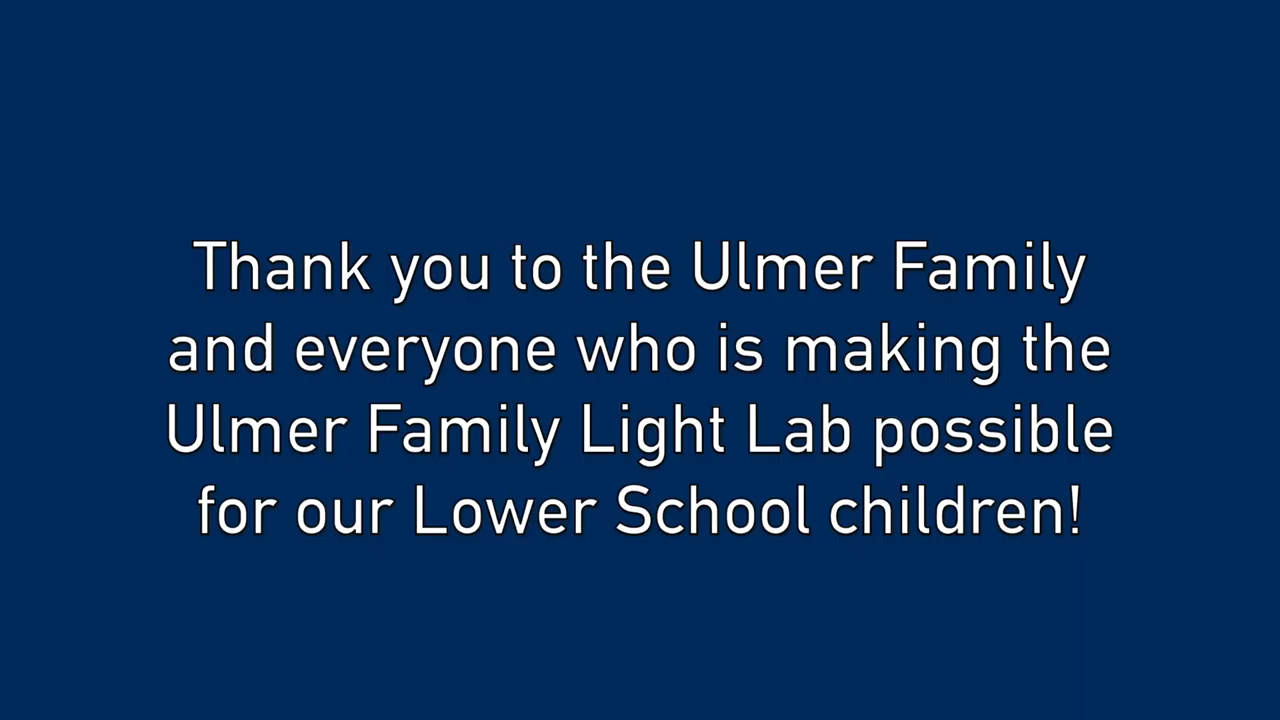 Thank you to the Ulmer Family
and everyone who is making the
Ulmer Family Light Lab possible
for our Lower School children!